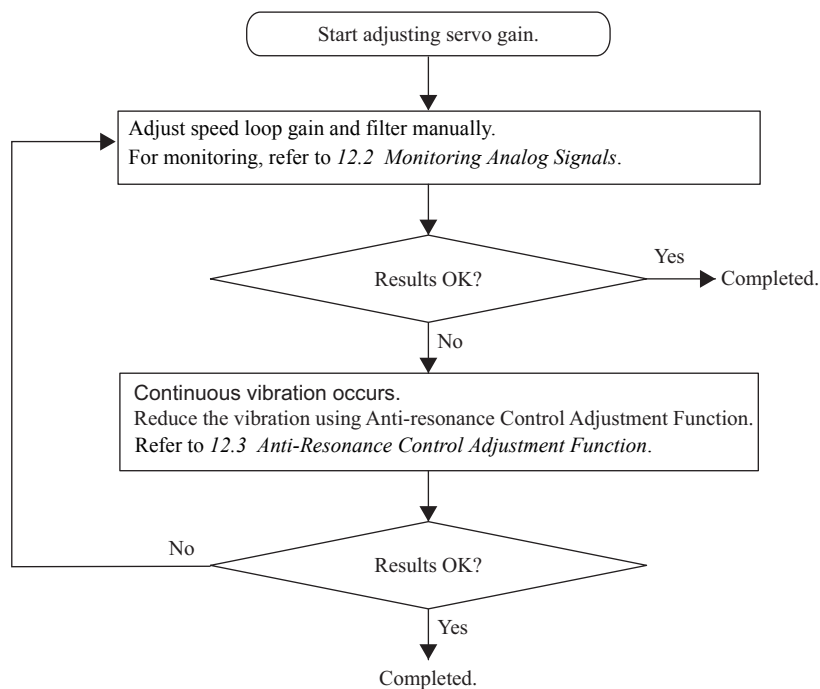 Start adjusting servo gain.
Adjust speed loop gain and filter manually.
For monitoring, refer to 12.2 Monitoring Analog Signals.
Results OK?
Yes
Completed.
No
Continuous vibration occurs.
Reduce the vibration using Anti-resonance Control Adjustment Function.
Refer to 12.3 Anti-Resonance Control Adjustment Function.
No
Results OK?
Yes
Completed.